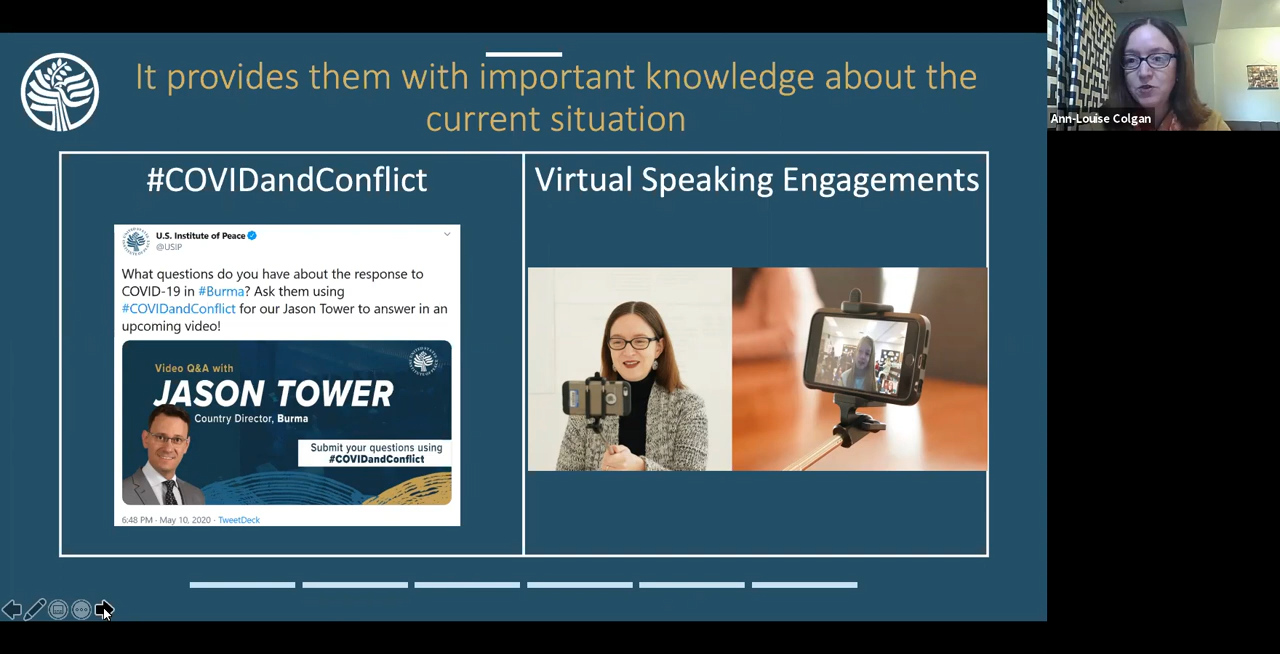 It provides them with important knowledge about the
current situation
#COVIDandConflict
U.S. Institute of Peace
@USIP
What questions do you have about the response to
COVID-19 in #Burma? Ask them using
#COVIDandConflict for our Jason Tower to answer in an
upcoming video!
Video Q&A with
JASON TOWER
Country Director, Burma
Submit your questions using
#COVIDandConflict
6:48 PM · May 10, 2020 · TweetDeck
Virtual Speaking Engagements
Ann-Louise Colgan